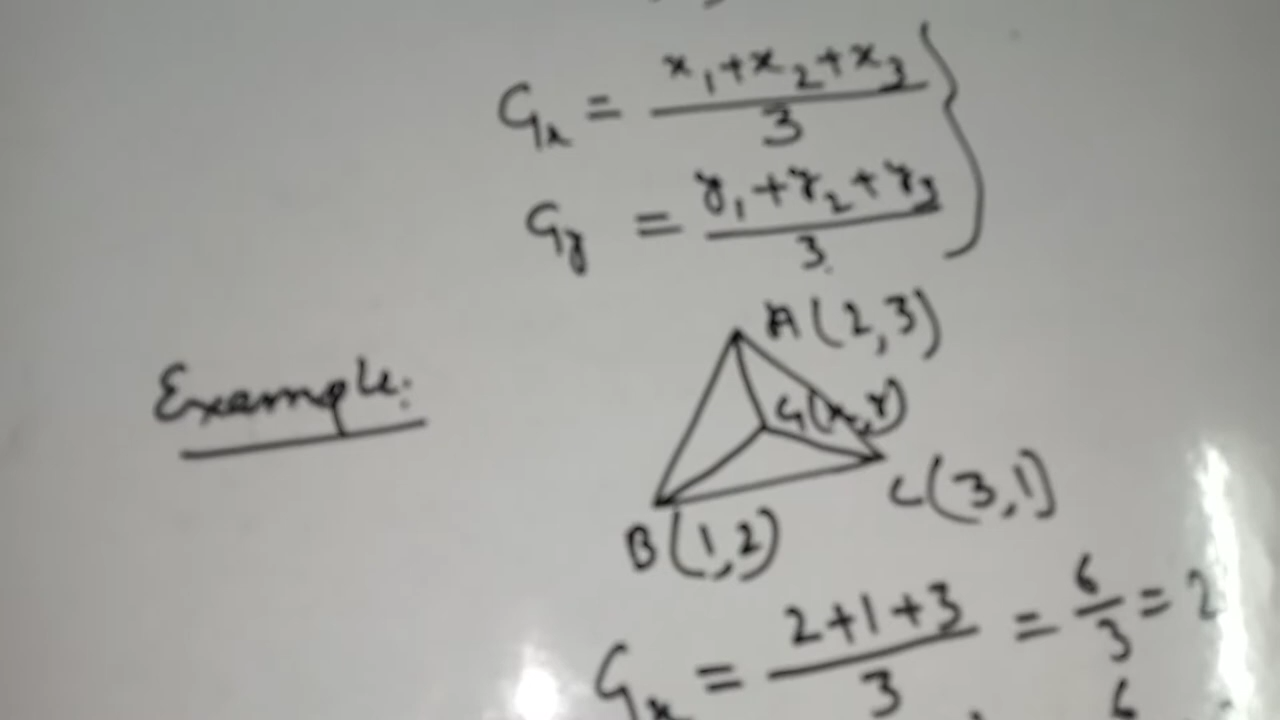 Gx = x₁+x₂+x₃ / 3
Gy = y₁+y₂+y₃ / 3
A(2,3)
Example:
G(x,y)
C(3,1)
B(1,2)
Gx = 2+1+3 / 3 = 6/3 = 2
6